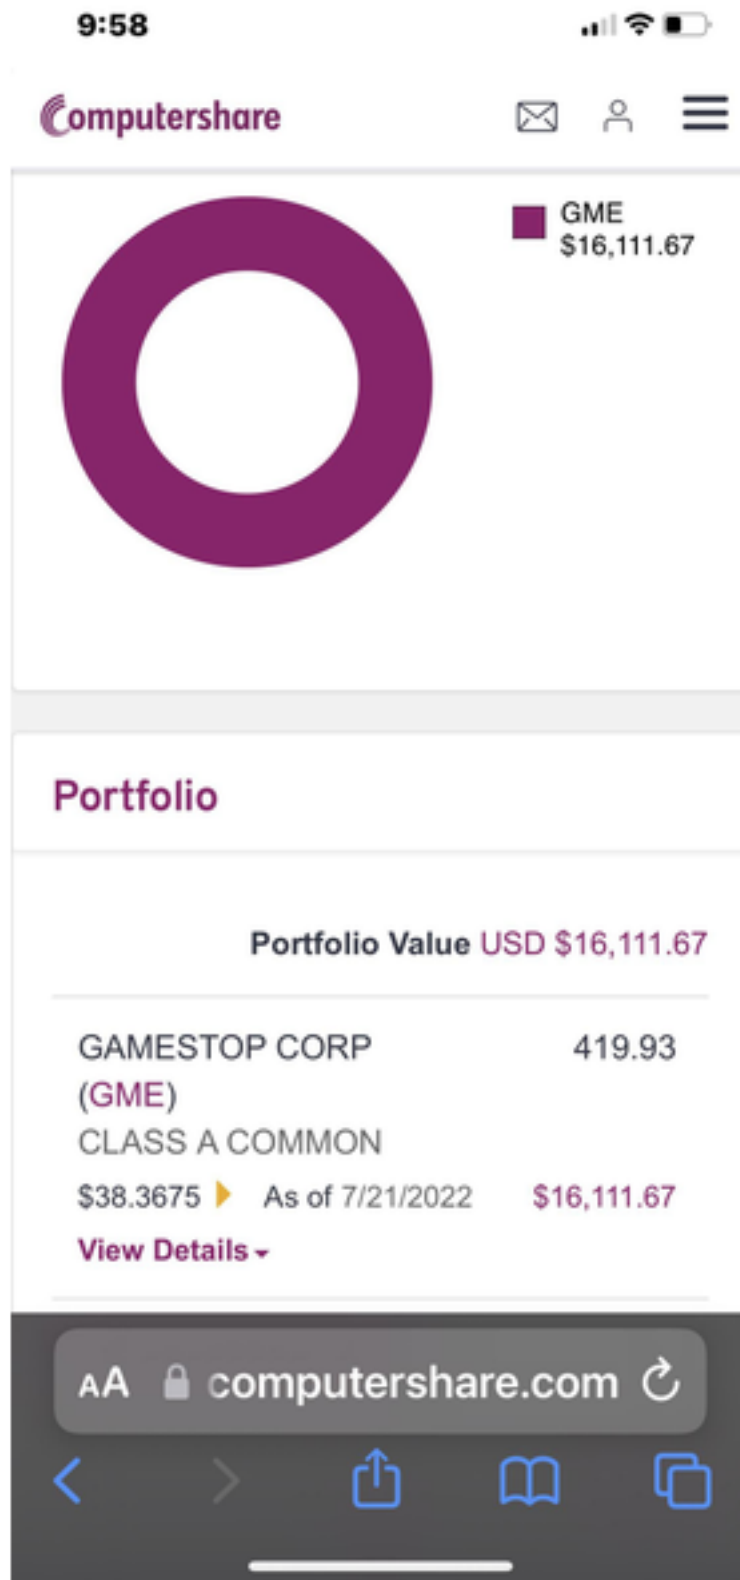 9:58
Computershare
GME
$16,111.67
Portfolio
Portfolio Value USD $16,111.67
GAMESTOP CORP 419.93
(GME)
CLASS A COMMON
$38.3675 As of 7/21/2022 $16,111.67
View Details
AA computershare.com